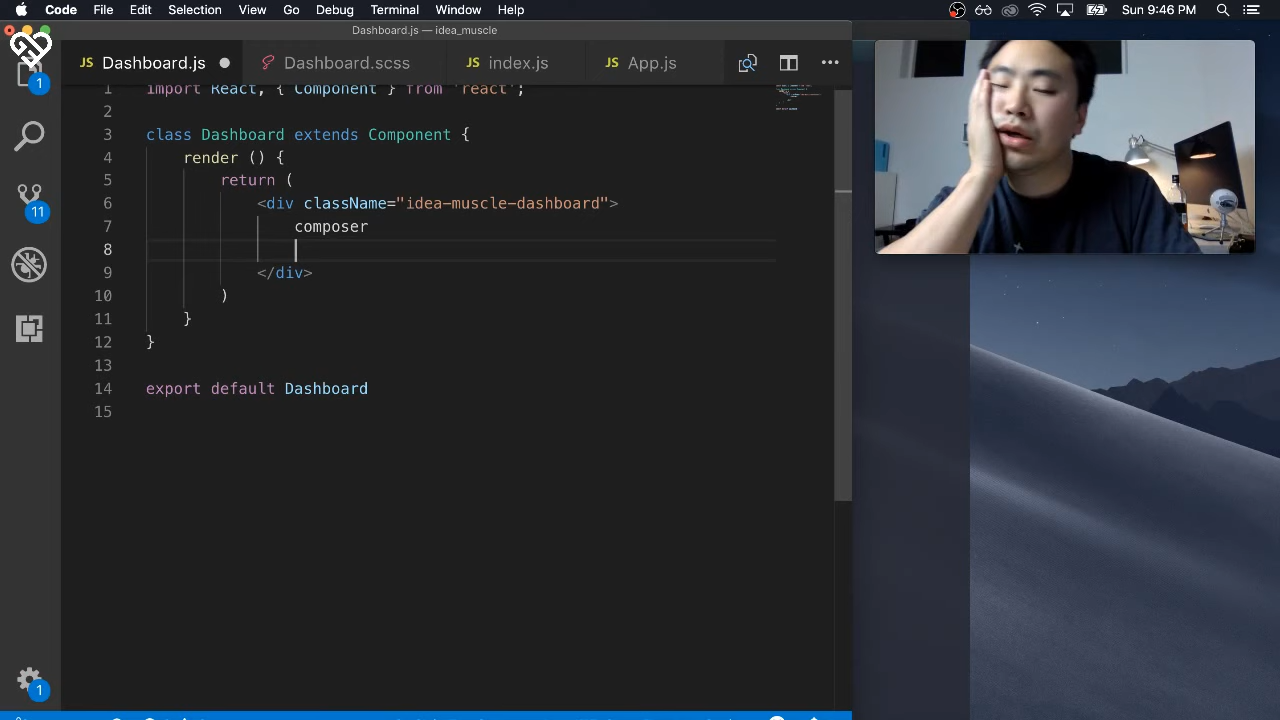 Code File Edit Selection View Go Debug Terminal Window Help Sun 9:46 PM
Dashboard.js — idea_muscle
JS Dashboard.js Dashboard.scss JS index.js JS App.js
1
11
1
1 import React, { Component } from 'react';
2
3 class Dashboard extends Component {
4 render () {
5 return (
6 <div className="idea-muscle-dashboard">
7 composer
8
9 </div>
10 )
11 }
12 }
13
14 export default Dashboard
15